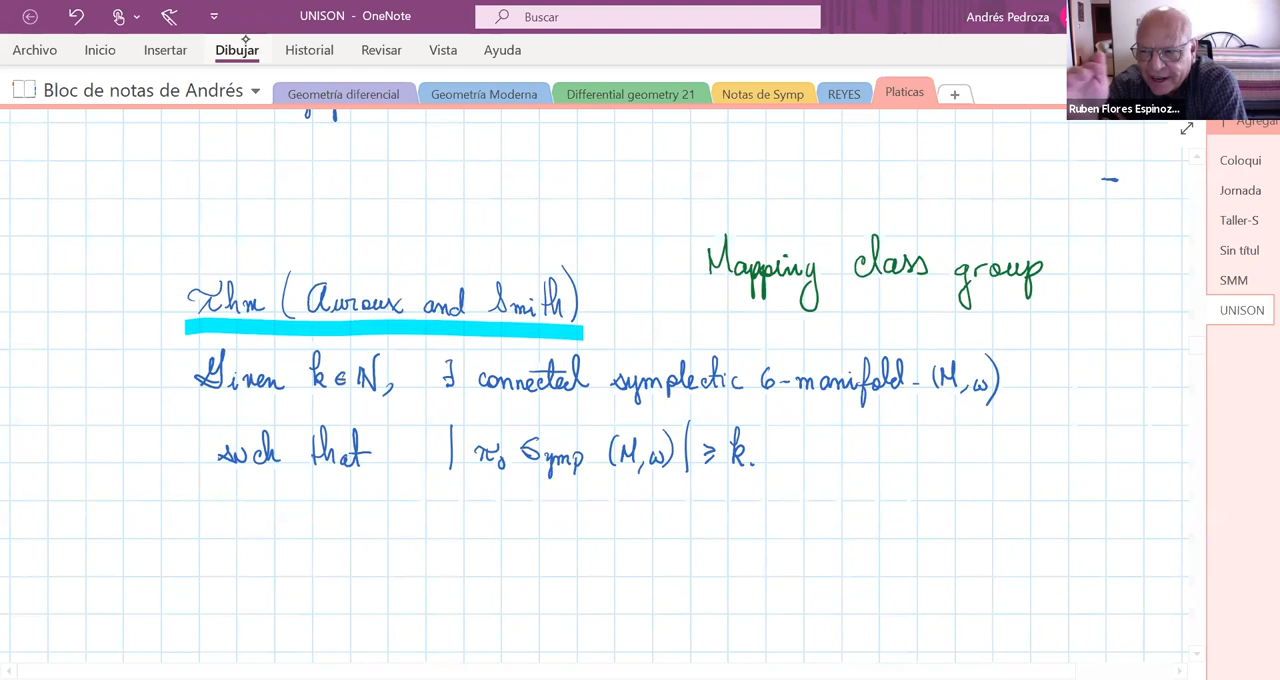 UNISON - OneNote
Buscar
Andrés Pedroza
Archivo Inicio Insertar Dibujar Historial Revisar Vista Ayuda
Ruben Flores Espinoz...
Bloc de notas de Andrés
Geometría diferencial Geometría Moderna Differential geometry 21 Notas de Symp REYES Platicas
Agregar
Coloqui
Jornada
Taller-S
Sin títul
SMM
UNISON
Mapping class group
Thm (Auroux and Smith)
Given k ∈ N, ∃ connected symplectic 6-manifold - (M, ω)
such that | π₀ Symp (M, ω) | ≥ k.